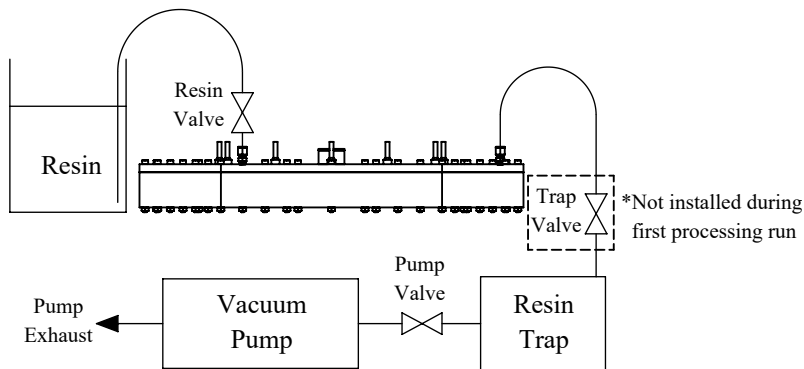 Resin
Valve
Resin
Trap
Valve
*Not installed during
first processing run
Pump
Valve
Pump
Exhaust
Vacuum
Pump
Resin
Trap